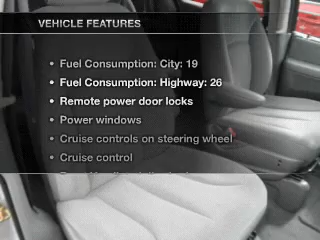 VEHICLE FEATURES
• Fuel Consumption: City: 19
• Fuel Consumption: Highway: 26
• Remote power door locks
• Power windows
• Cruise controls on steering wheel
• Cruise control